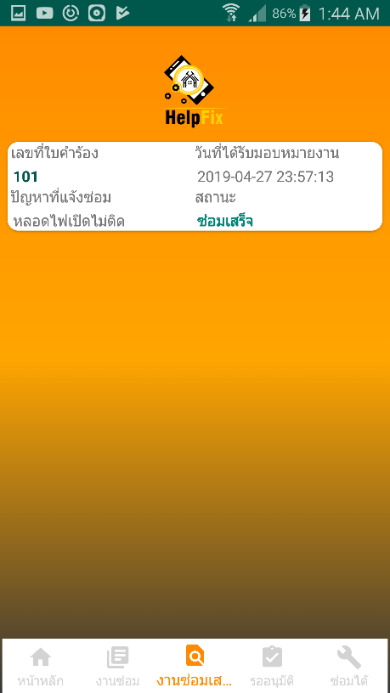 86% 1:44 AM
HelpFix
เลขที่ใบคำร้อง วันที่ได้รับมอบหมายงาน
101 2019-04-27 23:57:13
ปัญหาที่แจ้งซ่อม สถานะ
หลอดไฟเปิดไม่ติด ซ่อมเสร็จ
หน้าหลัก งานซ่อม งานซ่อมเส... รออนุมัติ ซ่อมได้